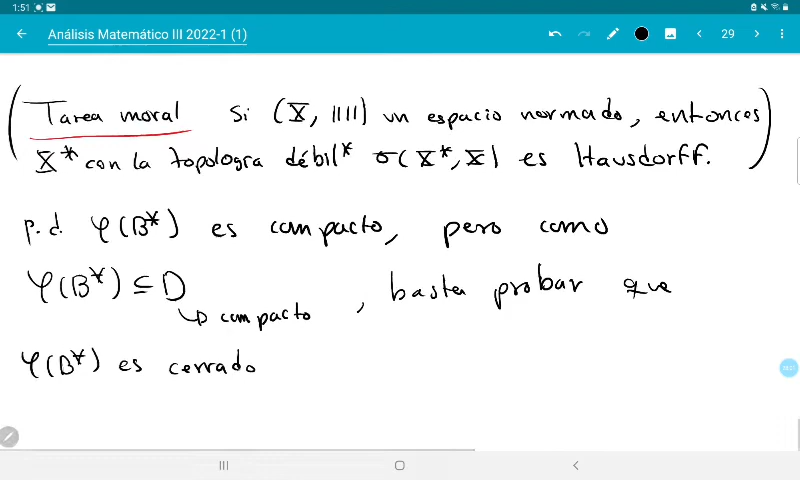 1:51
Análisis Matemático III 2022-1 (1)
29
(Tarea moral Si (X, ||||) un espacio normado, entonces
X* con la topología débil* σ(X*, X) es Hausdorff.)
p.d. φ(B*) es compacto, pero como
φ(B*) ⊆ D
↳ compacto , basta probar que
φ(B*) es cerrado